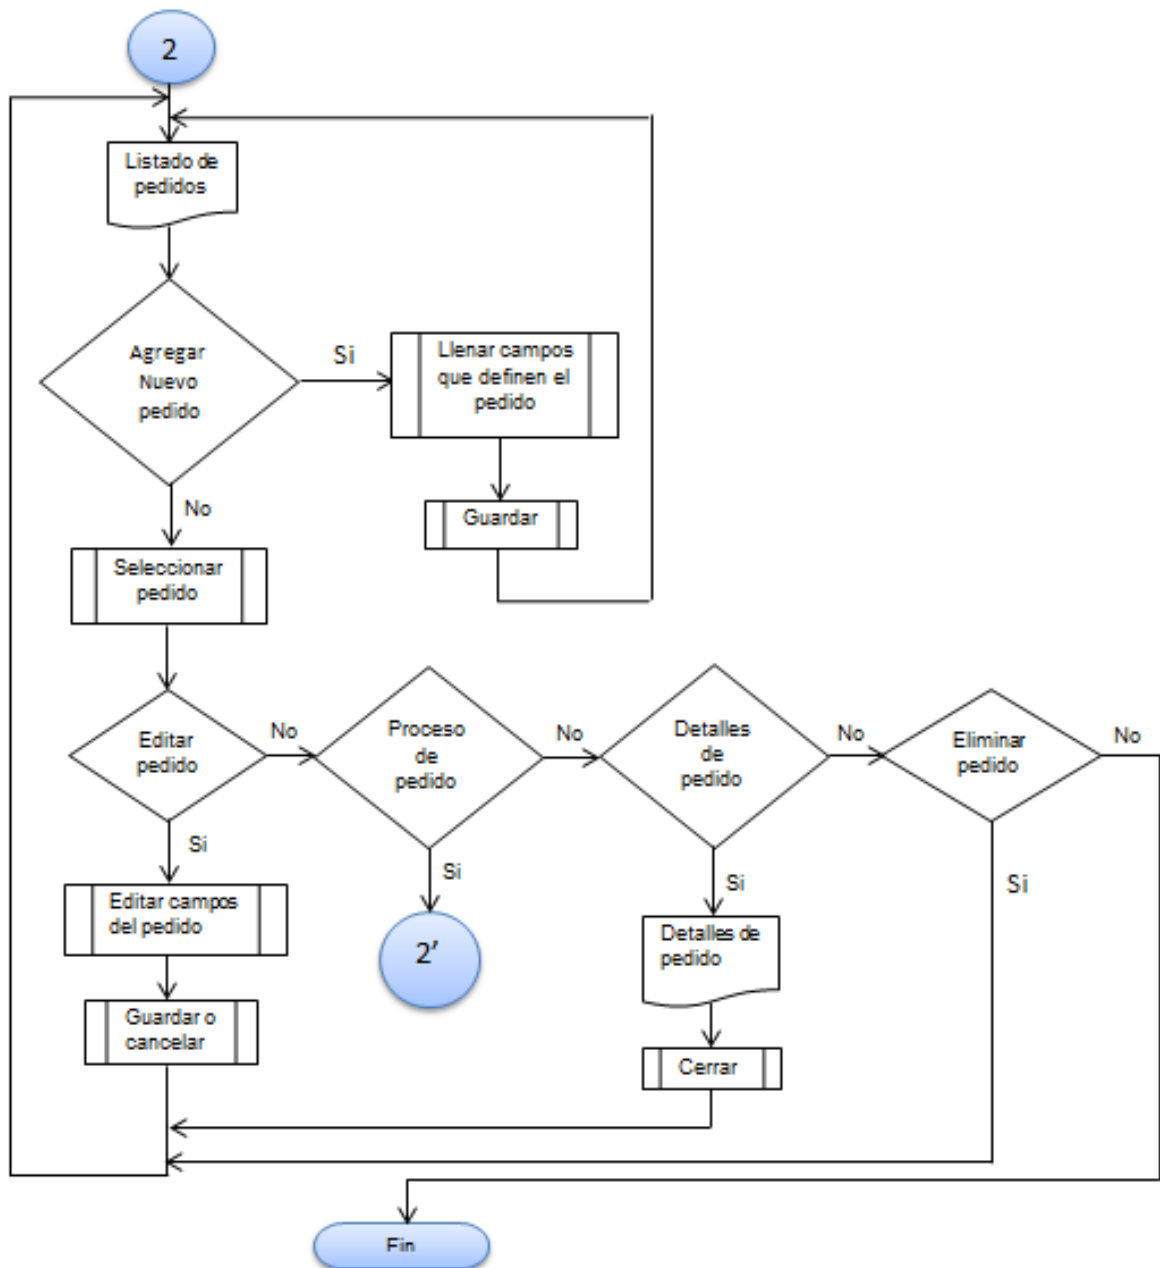 2
Listado de
pedidos
Agregar
Nuevo
pedido
Si
Llenar campos
que definen el
pedido
No
Guardar
Seleccionar
pedido
Editar
pedido
No
Proceso
de
pedido
No
Detalles
de
pedido
No
Eliminar
pedido
No
Si
Si
Si
Si
Editar campos
del pedido
2’
Detalles de
pedido
Guardar o
cancelar
Cerrar
Fin